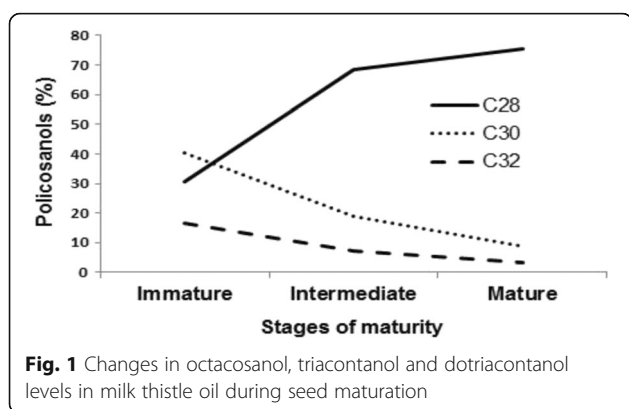 80
70
60
50
40
30
20
10
0
Policosanols (%)
C28
C30
C32
Immature Intermediate Mature
Stages of maturity
Fig. 1 Changes in octacosanol, triacontanol and dotriacontanol
levels in milk thistle oil during seed maturation